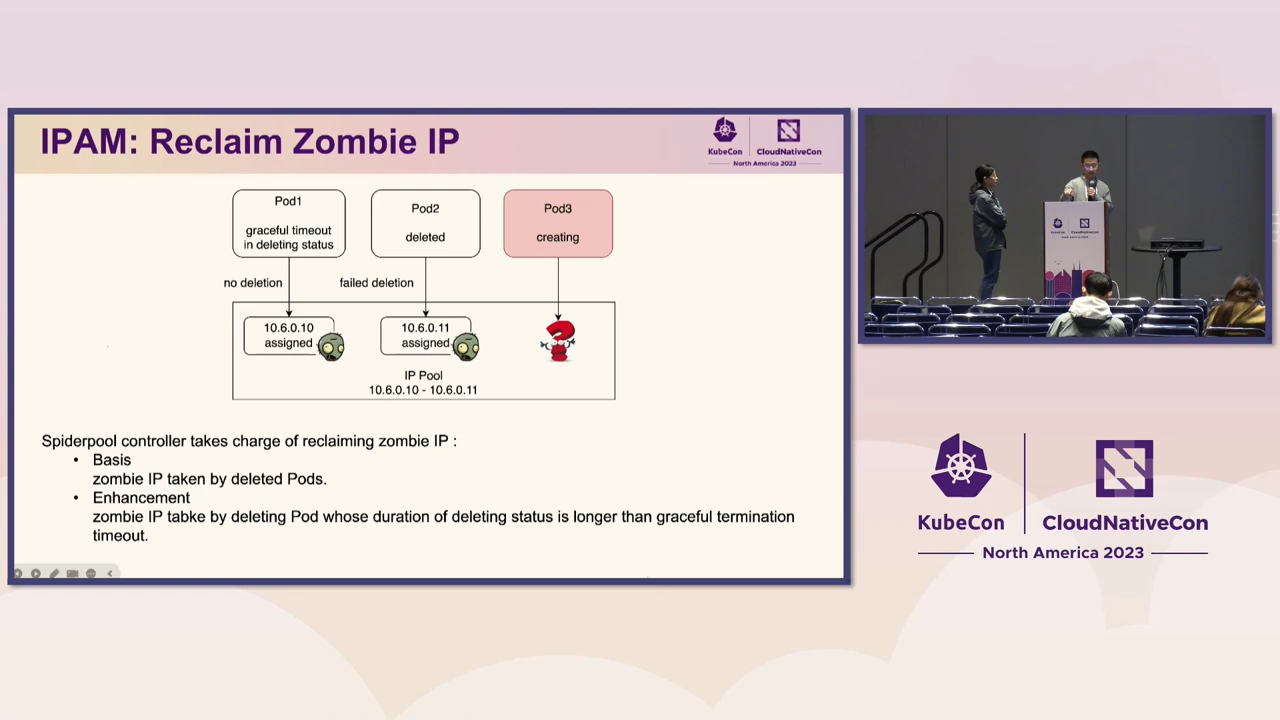 IPAM: Reclaim Zombie IP
KubeCon
CloudNativeCon
North America 2023
Pod1
graceful timeout
in deleting status
Pod2
deleted
Pod3
creating
no deletion
failed deletion
10.6.0.10
assigned
10.6.0.11
assigned
IP Pool
10.6.0.10 - 10.6.0.11
Spiderpool controller takes charge of reclaiming zombie IP :
• Basis
zombie IP taken by deleted Pods.
• Enhancement
zombie IP tabke by deleting Pod whose duration of deleting status is longer than graceful termination
timeout.
KubeCon
CloudNativeCon
North America 2023